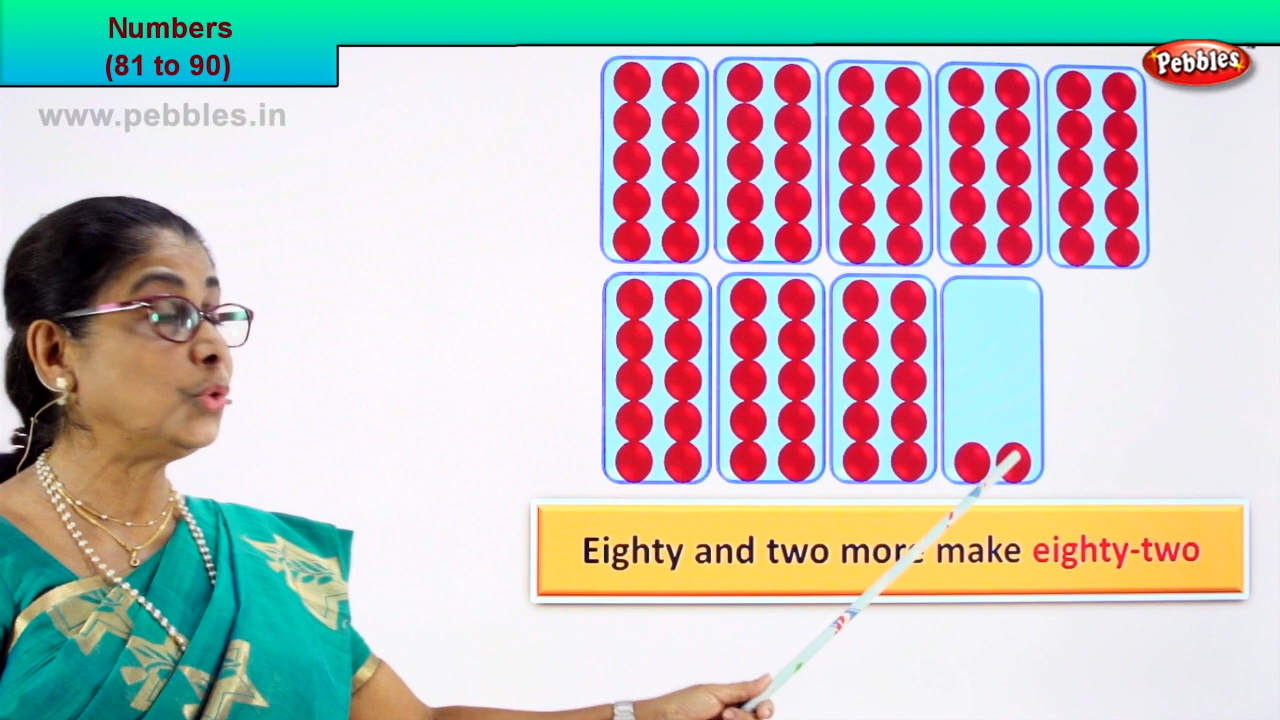 Numbers
(81 to 90)
www.pebbles.in
Pebbles
Eighty and two more make eighty-two